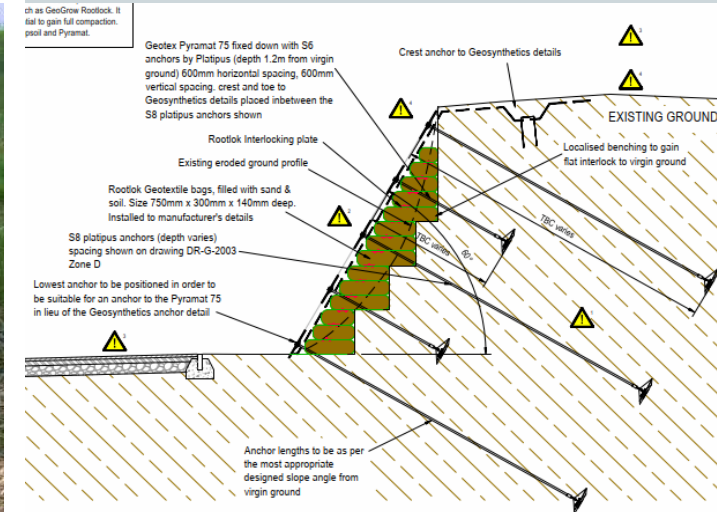 ch as GeoGrow Rootlock. It
tial to gain full compaction.
psoil and Pyramat.
Geotex Pyramat 75 fixed down with S6
anchors by Platipus (depth 1.2m from virgin
ground) 600mm horizontal spacing, 600mm
vertical spacing. crest and toe to
Geosynthetics details placed inbetween the
S8 platipus anchors shown
Crest anchor to Geosynthetics details
EXISTING GROUND
Rootlok Interlocking plate
Localised benching to gain
flat interlock to virgin ground
Existing eroded ground profile
Rootlok Geotextile bags, filled with sand &
soil. Size 750mm x 300mm x 140mm deep.
Installed to manufacturer's details
TBC varies
TBC varies
60°
S8 platipus anchors (depth varies)
spacing shown on drawing DR-G-2003
Zone D
Lowest anchor to be positioned in order to
be suitable for an anchor to the Pyramat 75
in lieu of the Geosynthetics anchor detail
Anchor lengths to be as per
the most appropriate
designed slope angle from
virgin ground